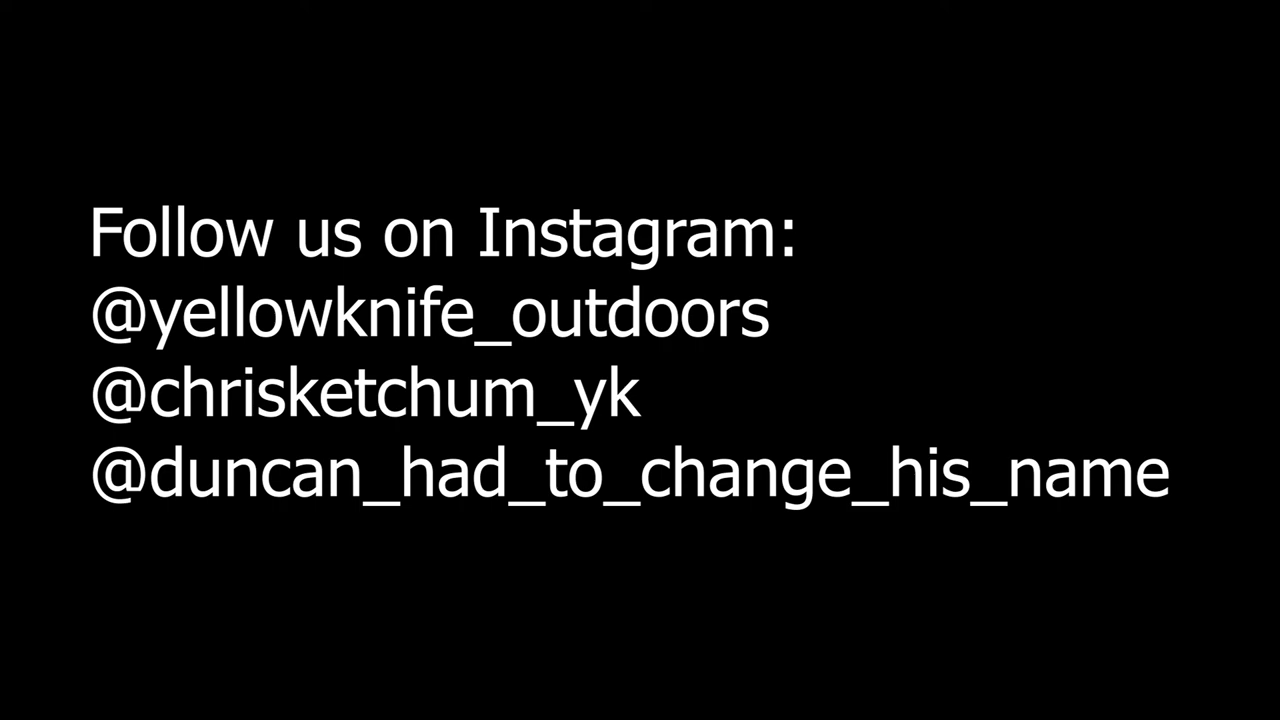 Follow us on Instagram:
@yellowknife_outdoors
@chrisketchum_yk
@duncan_had_to_change_his_name